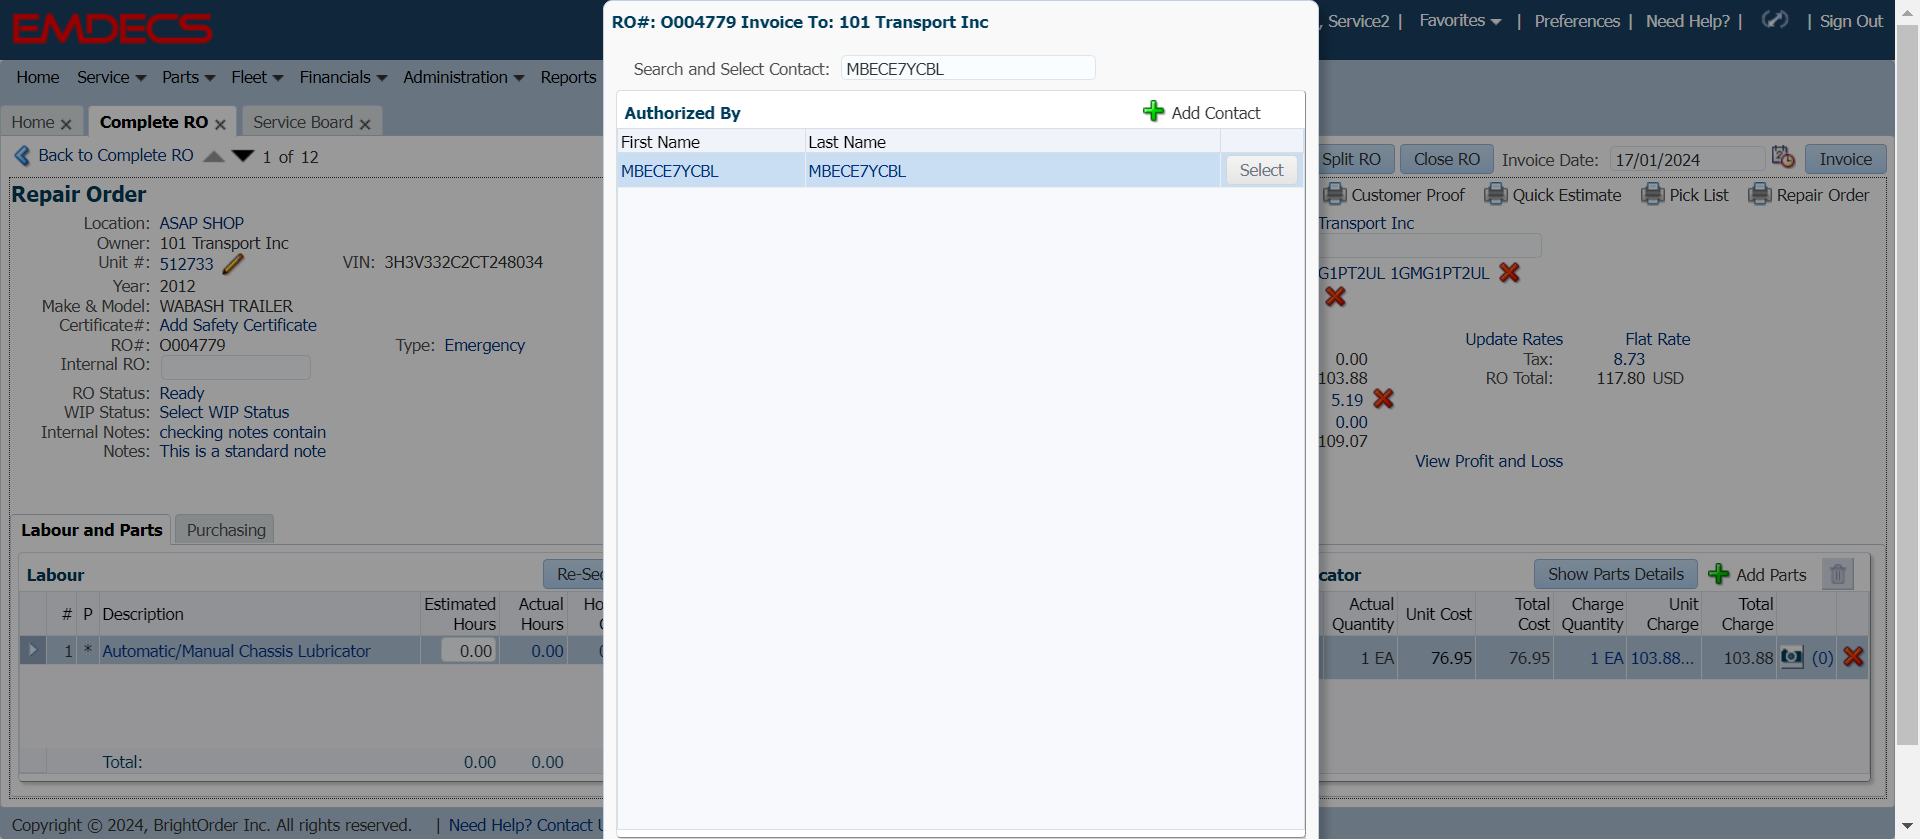 EMDECS
, Service2 | Favorites | Preferences | Need Help? | | Sign Out
Home Service Parts Fleet Financials Administration Reports
Home Complete RO Service Board
Back to Complete RO 1 of 12
Split RO Close RO Invoice Date: 17/01/2024 Invoice
Repair Order
Customer Proof Quick Estimate Pick List Repair Order
Location: ASAP SHOP
Owner: 101 Transport Inc
Unit #: 512733 VIN: 3H3V332C2CT248034
Year: 2012
Make & Model: WABASH TRAILER
Certificate#: Add Safety Certificate
RO#: O004779 Type: Emergency
Internal RO:
RO Status: Ready
WIP Status: Select WIP Status
Internal Notes: checking notes contain
Notes: This is a standard note
RO#: O004779 Invoice To: 101 Transport Inc
Search and Select Contact: MBECE7YCBL
Authorized By Add Contact
First Name Last Name
MBECE7YCBL MBECE7YCBL Select
Transport Inc
G1PT2UL 1GMG1PT2UL
Update Rates Flat Rate
0.00 Tax: 8.73
103.88 RO Total: 117.80 USD
5.19
0.00
109.07
View Profit and Loss
Labour and Parts Purchasing
Labour Re-Sec
# P Description Estimated Hours Actual Hours Ho
1 * Automatic/Manual Chassis Lubricator 0.00 0.00
Total: 0.00 0.00
cator Show Parts Details Add Parts
Actual Quantity Unit Cost Total Cost Charge Quantity Unit Charge Total Charge
1 EA 76.95 76.95 1 EA 103.88... 103.88 (0)
Copyright © 2024, BrightOrder Inc. All rights reserved. | Need Help? Contact